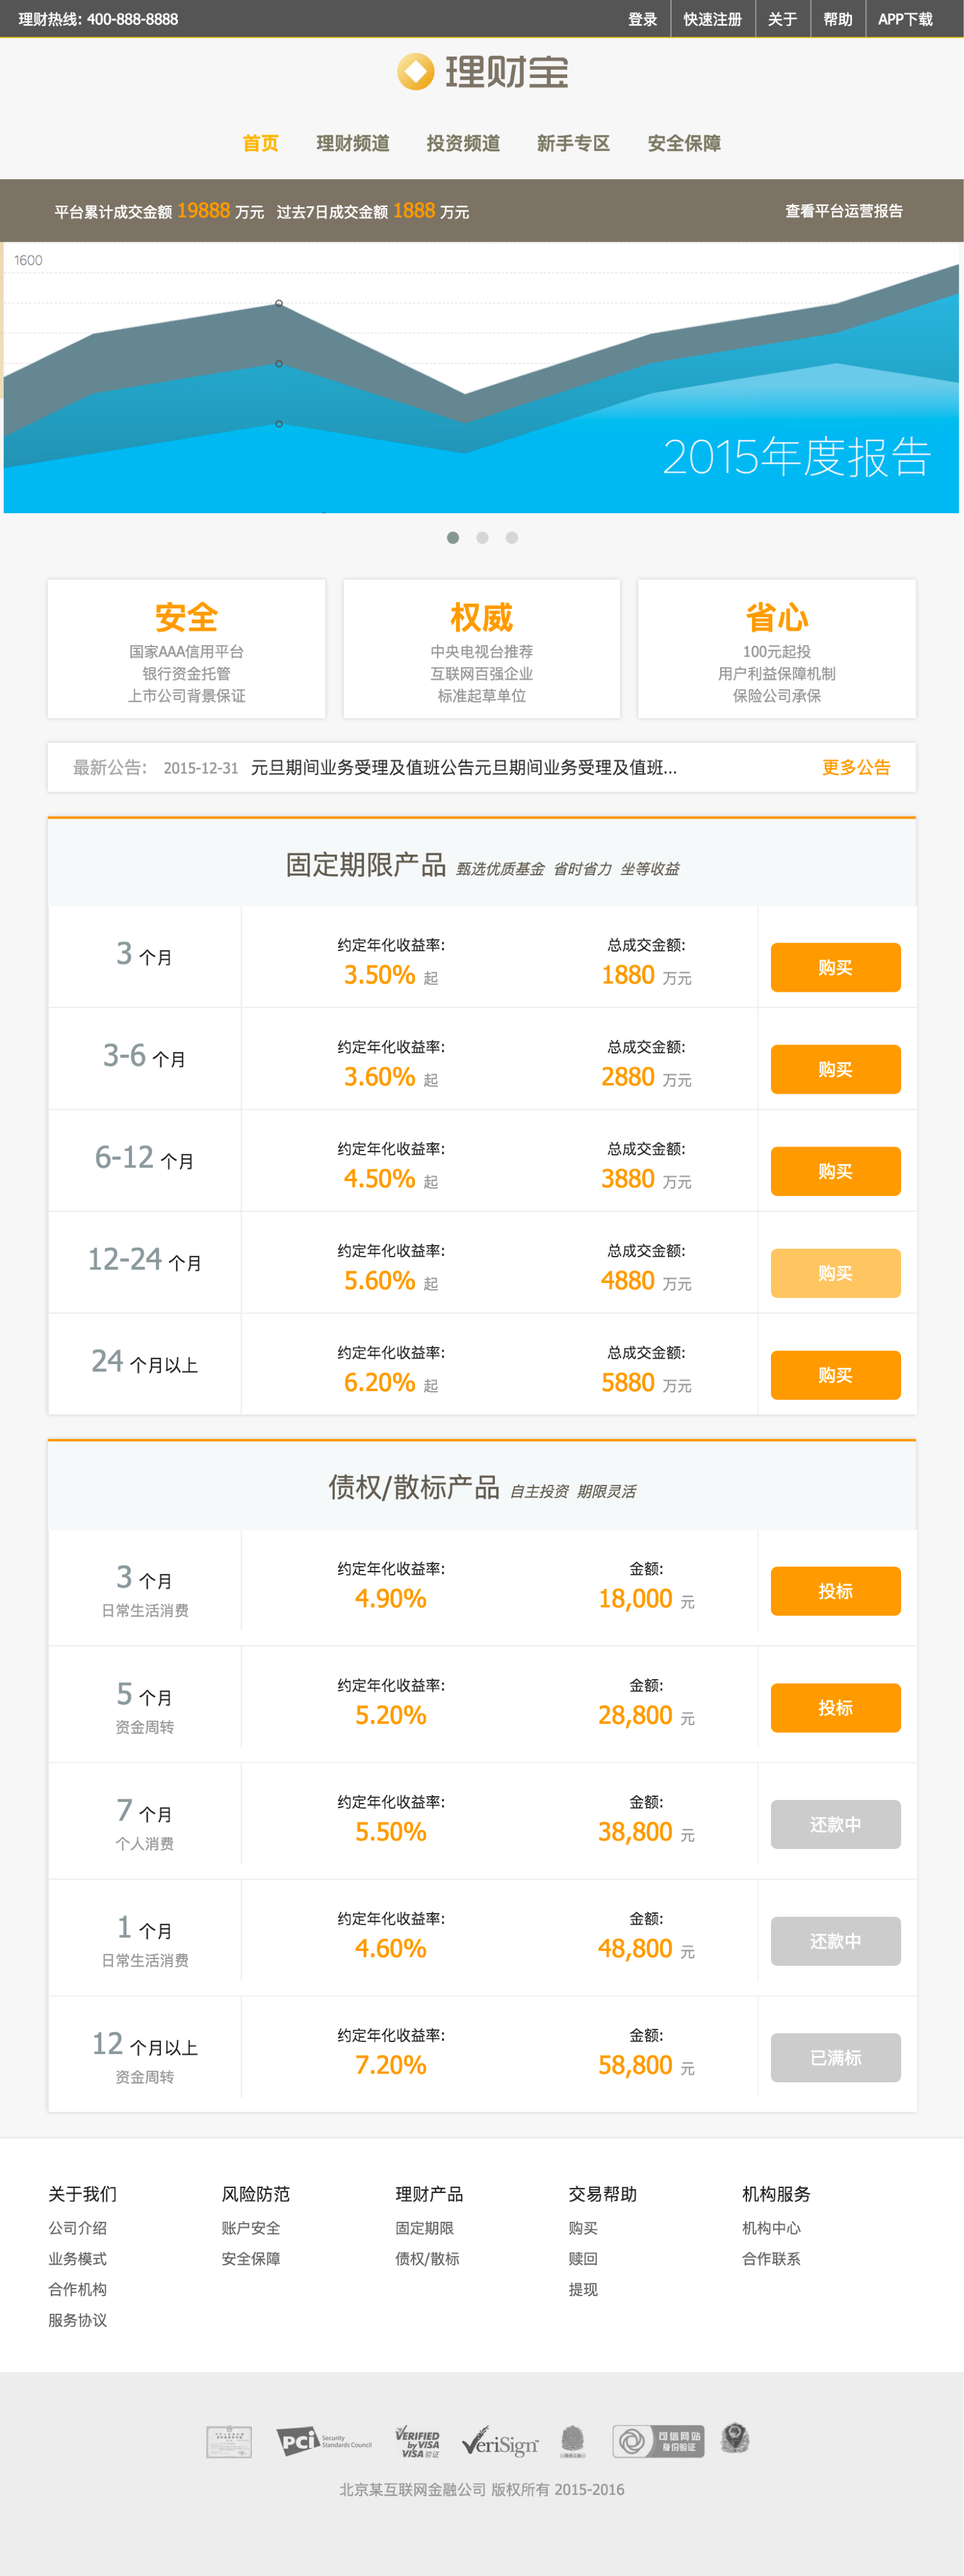 理财热线: 400-888-8888
登录 快速注册 关于 帮助 APP下载
理财宝
首页 理财频道 投资频道 新手专区 安全保障
平台累计成交金额 19888 万元 过去7日成交金额 1888 万元 查看平台运营报告
1600
2015年度报告
安全
国家AAA信用平台
银行资金托管
上市公司背景保证
权威
中央电视台推荐
互联网百强企业
标准起草单位
省心
100元起投
用户利益保障机制
保险公司承保
最新公告: 2015-12-31 元旦期间业务受理及值班公告元旦期间业务受理及值班... 更多公告
固定期限产品 甄选优质基金 省时省力 坐等收益
3 个月
约定年化收益率:
3.50% 起
总成交金额:
1880 万元
购买
3-6 个月
约定年化收益率:
3.60% 起
总成交金额:
2880 万元
购买
6-12 个月
约定年化收益率:
4.50% 起
总成交金额:
3880 万元
购买
12-24 个月
约定年化收益率:
5.60% 起
总成交金额:
4880 万元
购买
24 个月以上
约定年化收益率:
6.20% 起
总成交金额:
5880 万元
购买
债权/散标产品 自主投资 期限灵活
3 个月
日常生活消费
约定年化收益率:
4.90%
金额:
18,000 元
投标
5 个月
资金周转
约定年化收益率:
5.20%
金额:
28,800 元
投标
7 个月
个人消费
约定年化收益率:
5.50%
金额:
38,800 元
还款中
1 个月
日常生活消费
约定年化收益率:
4.60%
金额:
48,800 元
还款中
12 个月以上
资金周转
约定年化收益率:
7.20%
金额:
58,800 元
已满标
关于我们
公司介绍
业务模式
合作机构
服务协议
风险防范
账户安全
安全保障
理财产品
固定期限
债权/散标
交易帮助
购买
赎回
提现
机构服务
机构中心
合作联系
pci Security
Standards Council
VERIFIED
by VISA
VISA 验证
VeriSign
可信网站
身份验证
北京某互联网金融公司 版权所有 2015-2016